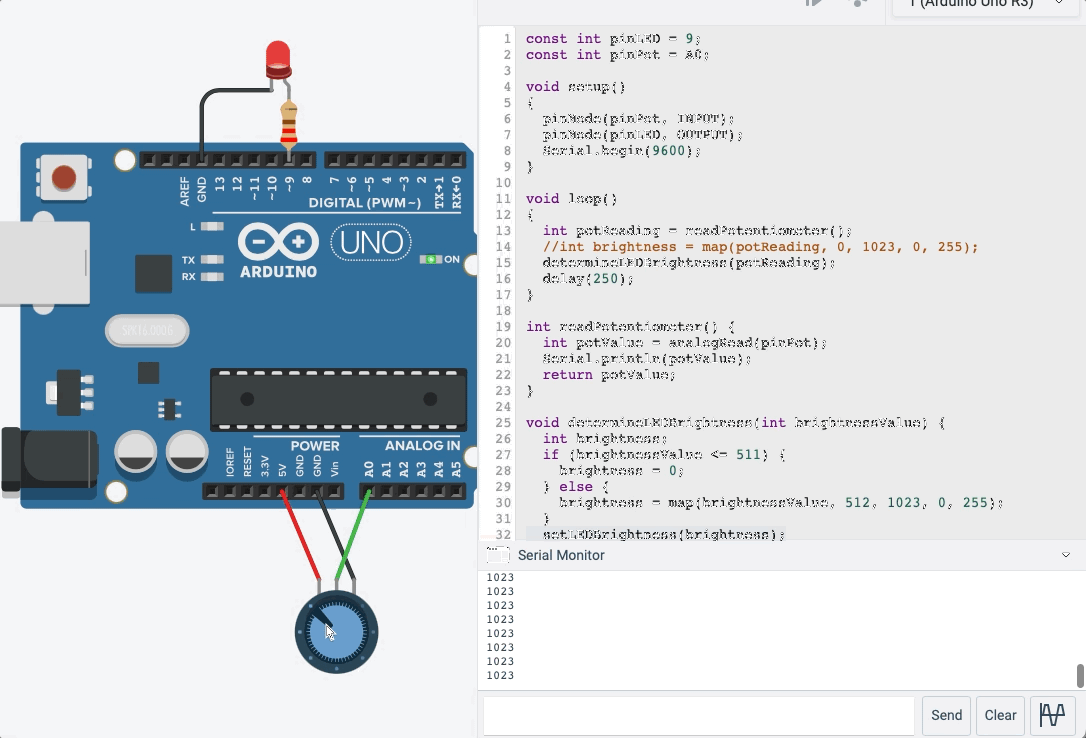 1 (Arduino Uno R3)
1 const int pinLED = 9;
2 const int pinPot = A0;
3
4 void setup()
5 {
6 pinMode(pinPot, INPUT);
7 pinMode(pinLED, OUTPUT);
8 Serial.begin(9600);
9 }
10
11 void loop()
12 {
13 int potReading = readPotentiometer();
14 //int brightness = map(potReading, 0, 1023, 0, 255);
15 determineLEDBrightness(potReading);
16 delay(250);
17 }
18
19 int readPotentiometer() {
20 int potValue = analogRead(pinPot);
21 Serial.println(potValue);
22 return potValue;
23 }
24
25 void determineLEDBrightness(int brightnessValue) {
26 int brightness;
27 if (brightnessValue <= 511) {
28 brightness = 0;
29 } else {
30 brightness = map(brightnessValue, 512, 1023, 0, 255);
31 }
32 setLEDBrightness(brightness);
Serial Monitor
1023
1023
1023
1023
1023
1023
1023
1023
Send
Clear
AREF
GND
13
12
~11
~10
~9
8
7
~6
~5
4
~3
2
TX→1
RX←0
DIGITAL (PWM~)
L
TX
RX
ARDUINO
UNO
ON
POWER
ANALOG IN
IOREF
RESET
3.3V
5V
GND
GND
Vin
A0
A1
A2
A3
A4
A5